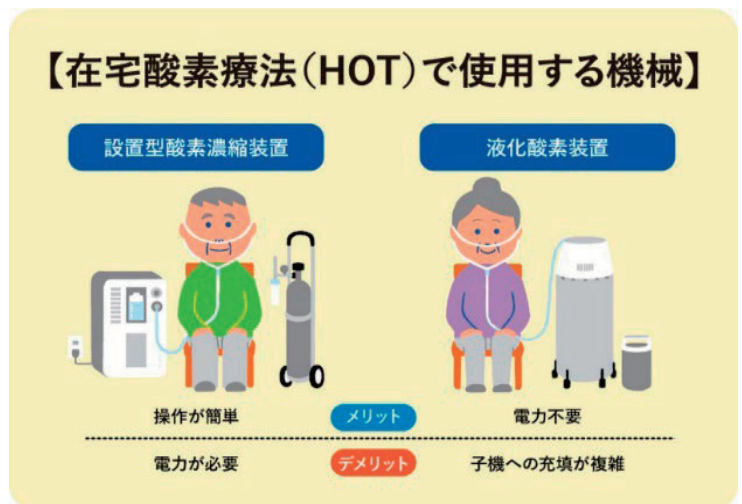 【在宅酸素療法(HOT)で使用する機械】
設置型酸素濃縮装置
液化酸素装置
操作が簡単
メリット
電力不要
電力が必要
デメリット
子機への充填が複雑